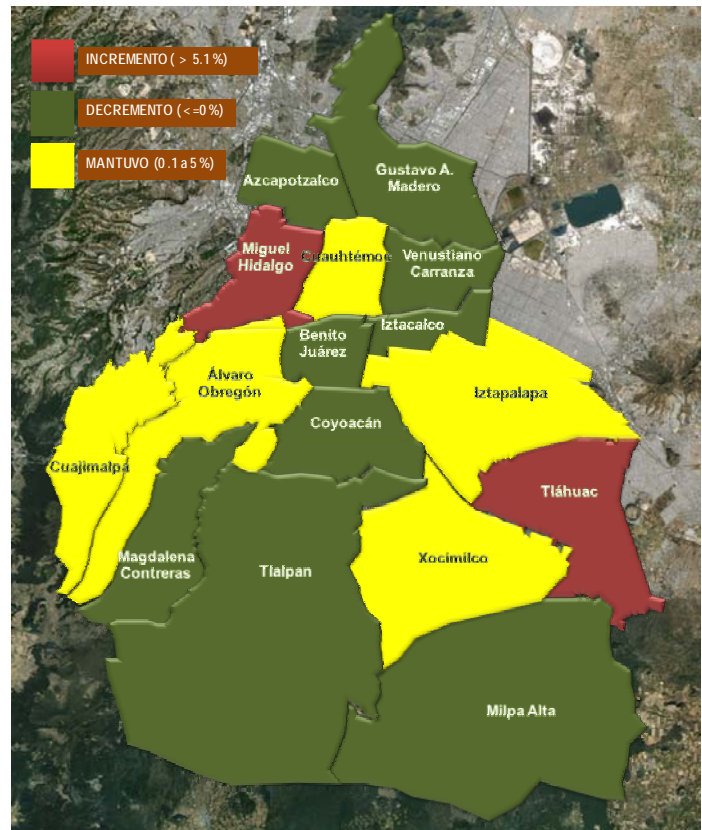 INCREMENTO ( > 5.1%)
DECREMENTO (<=0%)
MANTUVO (0.1 a 5%)
Gustavo A.
Madero
Azcapotzalco
Miguel
Hidalgo
Cuauhtémoc
Venustiano
Carranza
Iztacalco
Benito
Juárez
Álvaro
Obregón
Iztapalapa
Coyoacán
Cuajimalpa
Tláhuac
Magdalena
Contreras
Tlalpan
Xocimilco
Milpa Alta